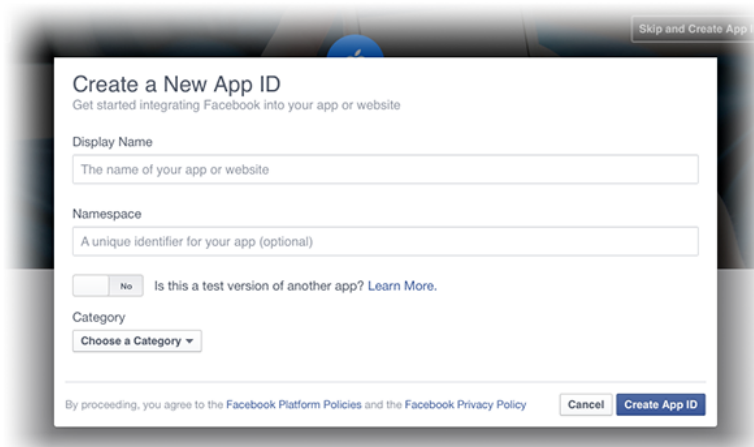 Skip and Create App I
Create a New App ID
Get started integrating Facebook into your app or website
Display Name
The name of your app or website
Namespace
A unique identifier for your app (optional)
No Is this a test version of another app? Learn More.
Category
Choose a Category
By proceeding, you agree to the Facebook Platform Policies and the Facebook Privacy Policy Cancel Create App ID